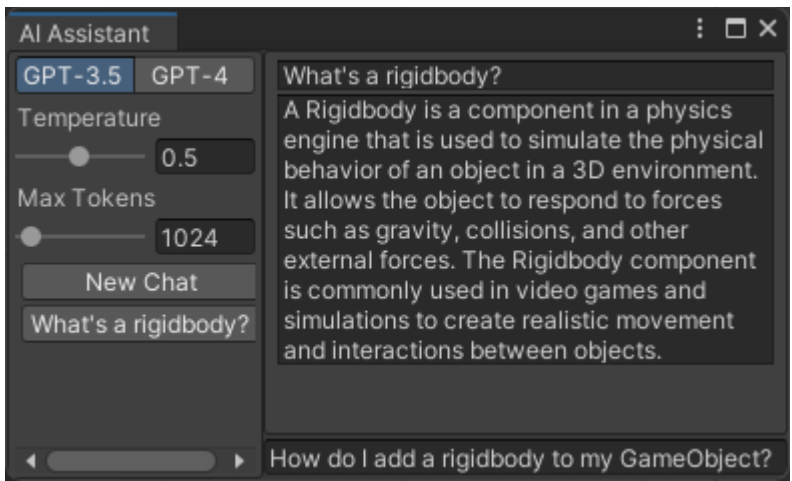 AI Assistant
GPT-3.5 GPT-4
Temperature
0.5
Max Tokens
1024
New Chat
What's a rigidbody?
What's a rigidbody?
A Rigidbody is a component in a physics
engine that is used to simulate the physical
behavior of an object in a 3D environment.
It allows the object to respond to forces
such as gravity, collisions, and other
external forces. The Rigidbody component
is commonly used in video games and
simulations to create realistic movement
and interactions between objects.
How do I add a rigidbody to my GameObject?